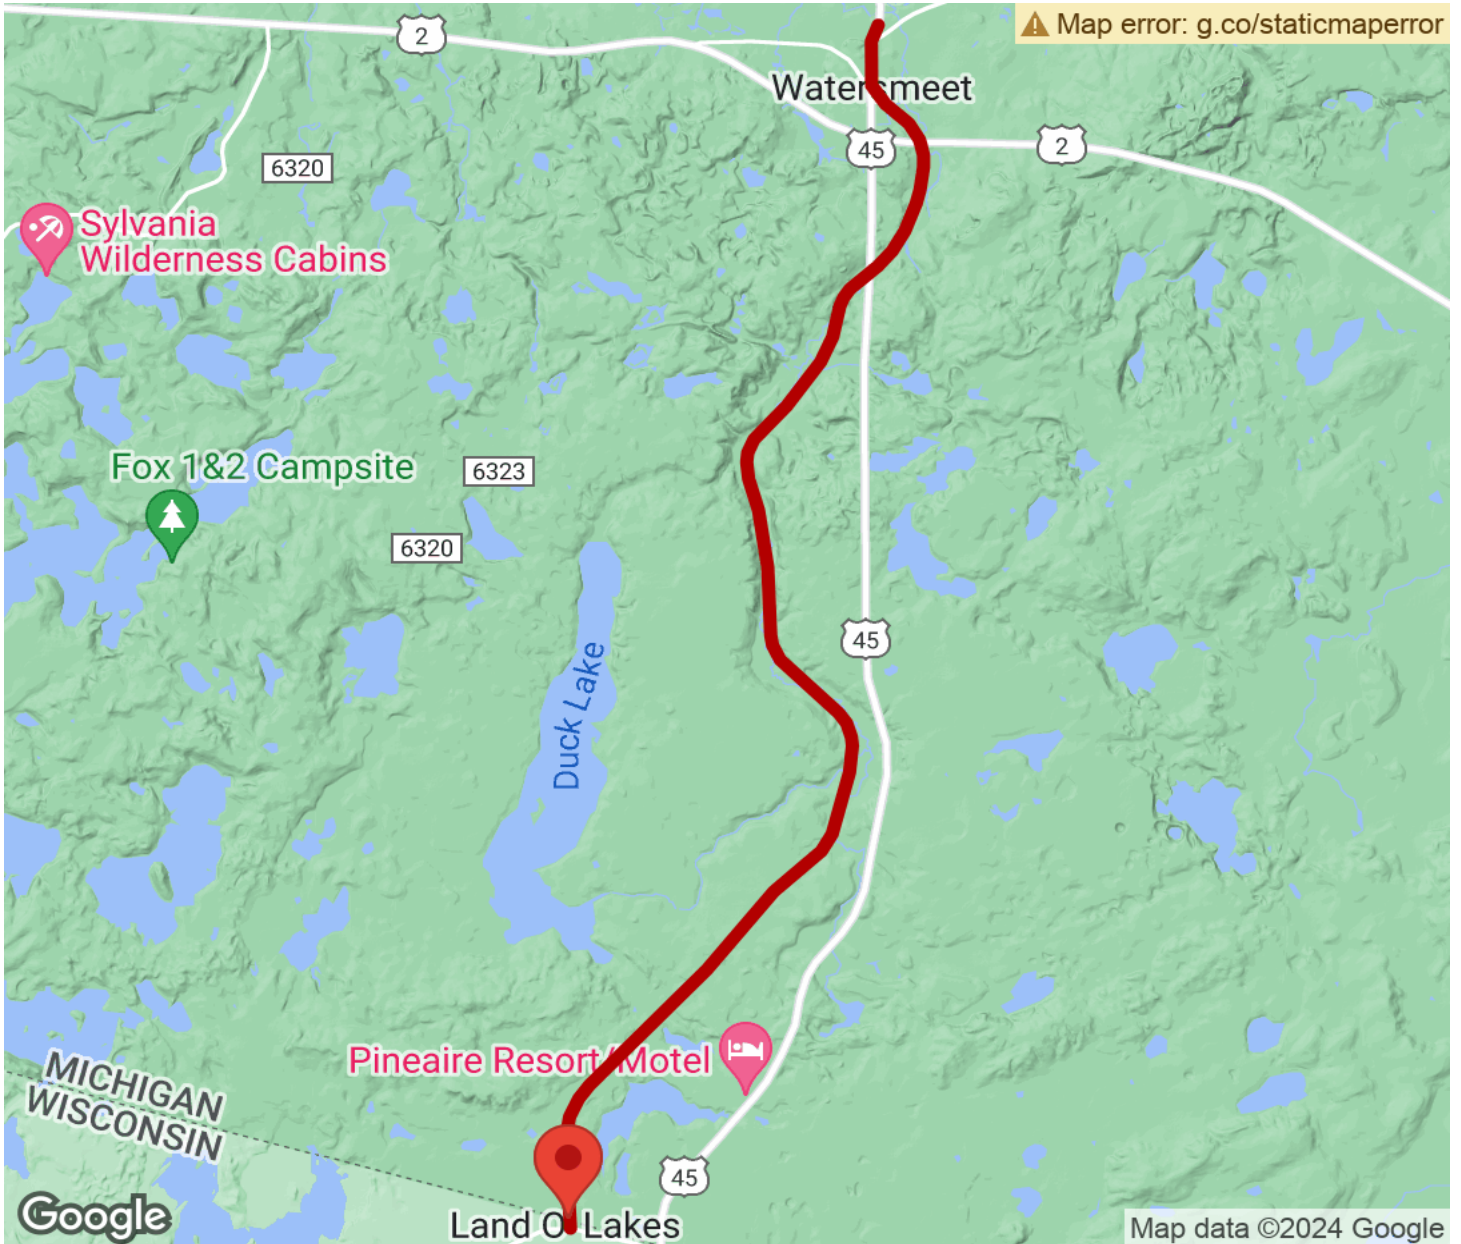 2
Map error: g.co/staticmaperror
Watersmeet
45
2
6320
Sylvania
Wilderness Cabins
Fox 1&2 Campsite
6323
6320
45
Duck Lake
Pineaire Resort/Motel
MICHIGAN
WISCONSIN
45
Google
Land O' Lakes
Map data ©2024 Google